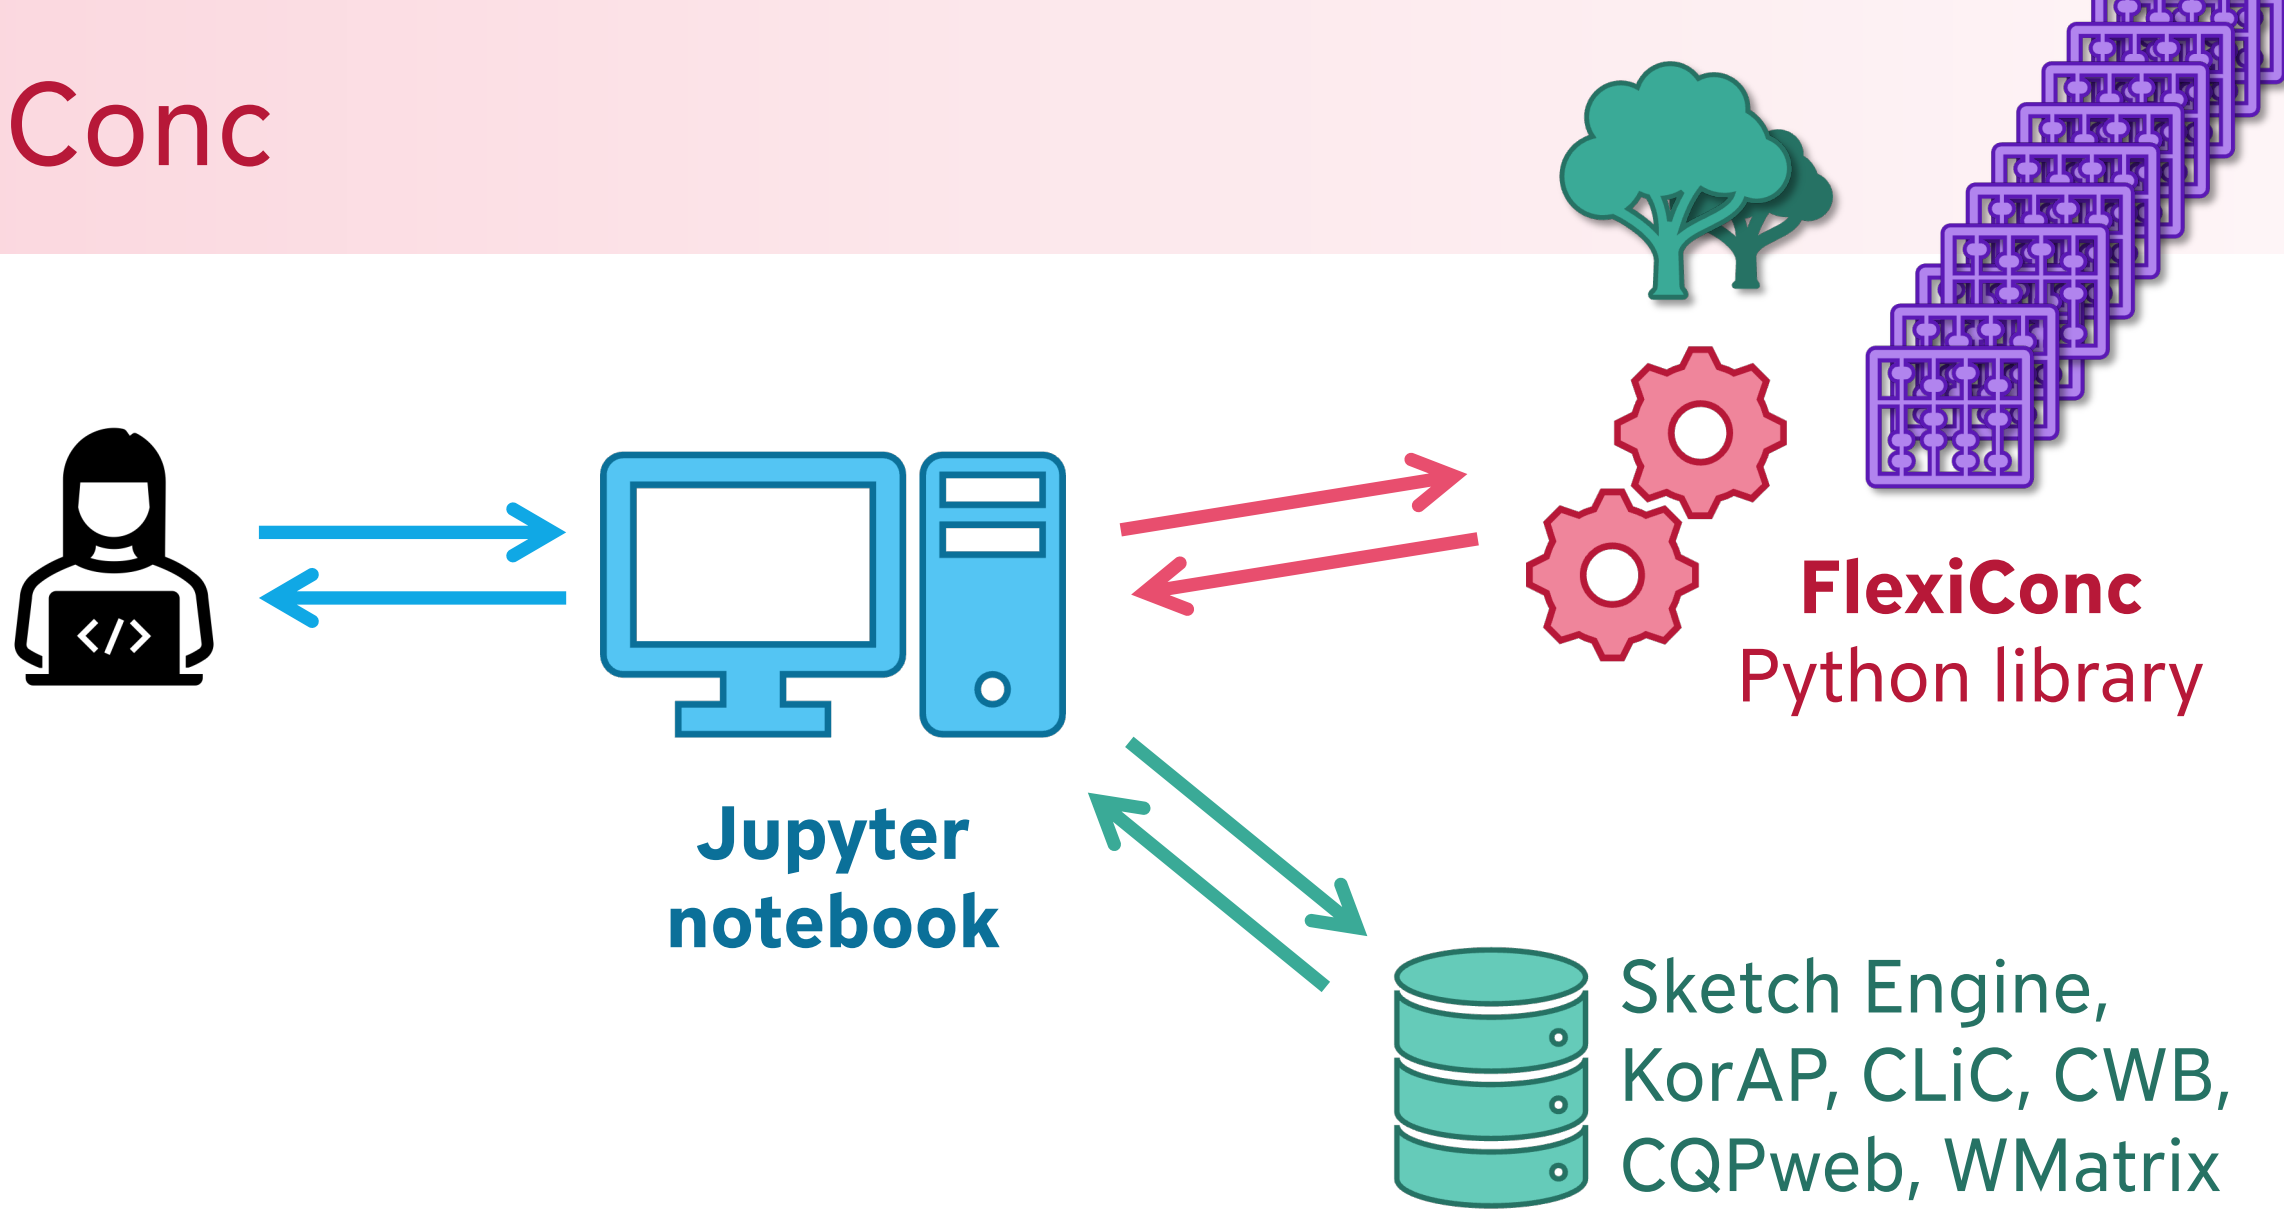 Conc
</>
FlexiConc
Python library
Jupyter
notebook
Sketch Engine,
KorAP, CLiC, CWB,
CQPweb, WMatrix